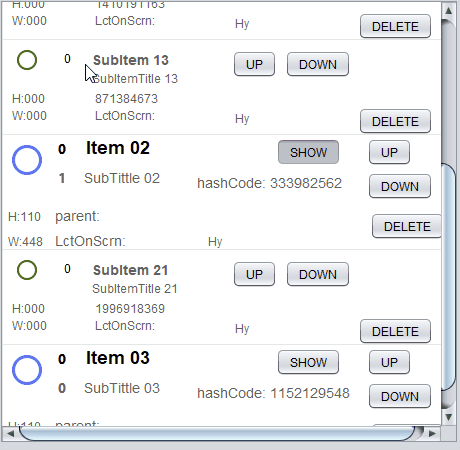 H:000 1410191163
W:000 LctOnScrn: Hy DELETE
0 SubItem 13 UP DOWN
SubItemTitle 13
H:000 871384673
W:000 LctOnScrn: Hy DELETE
0 Item 02 SHOW UP
1 SubTittle 02 hashCode: 333982562 DOWN
H:110 parent: DELETE
W:448 LctOnScrn: Hy
0 SubItem 21 UP DOWN
SubItemTitle 21
H:000 1996918369
W:000 LctOnScrn: Hy DELETE
0 Item 03 SHOW UP
0 SubTittle 03 hashCode: 1152129548 DOWN
H:110 parent: